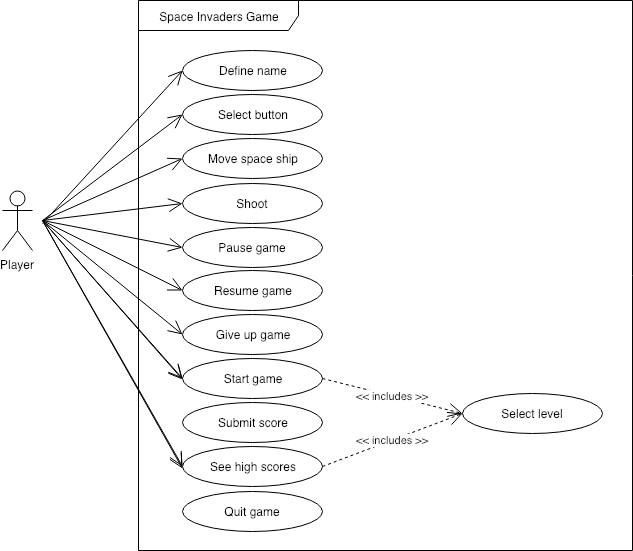 Space Invaders Game
Define name
Select button
Move space ship
Shoot
Pause game
Player
Resume game
Give up game
Start game
<< includes >>
Select level
Submit score
<< includes >>
See high scores
Quit game